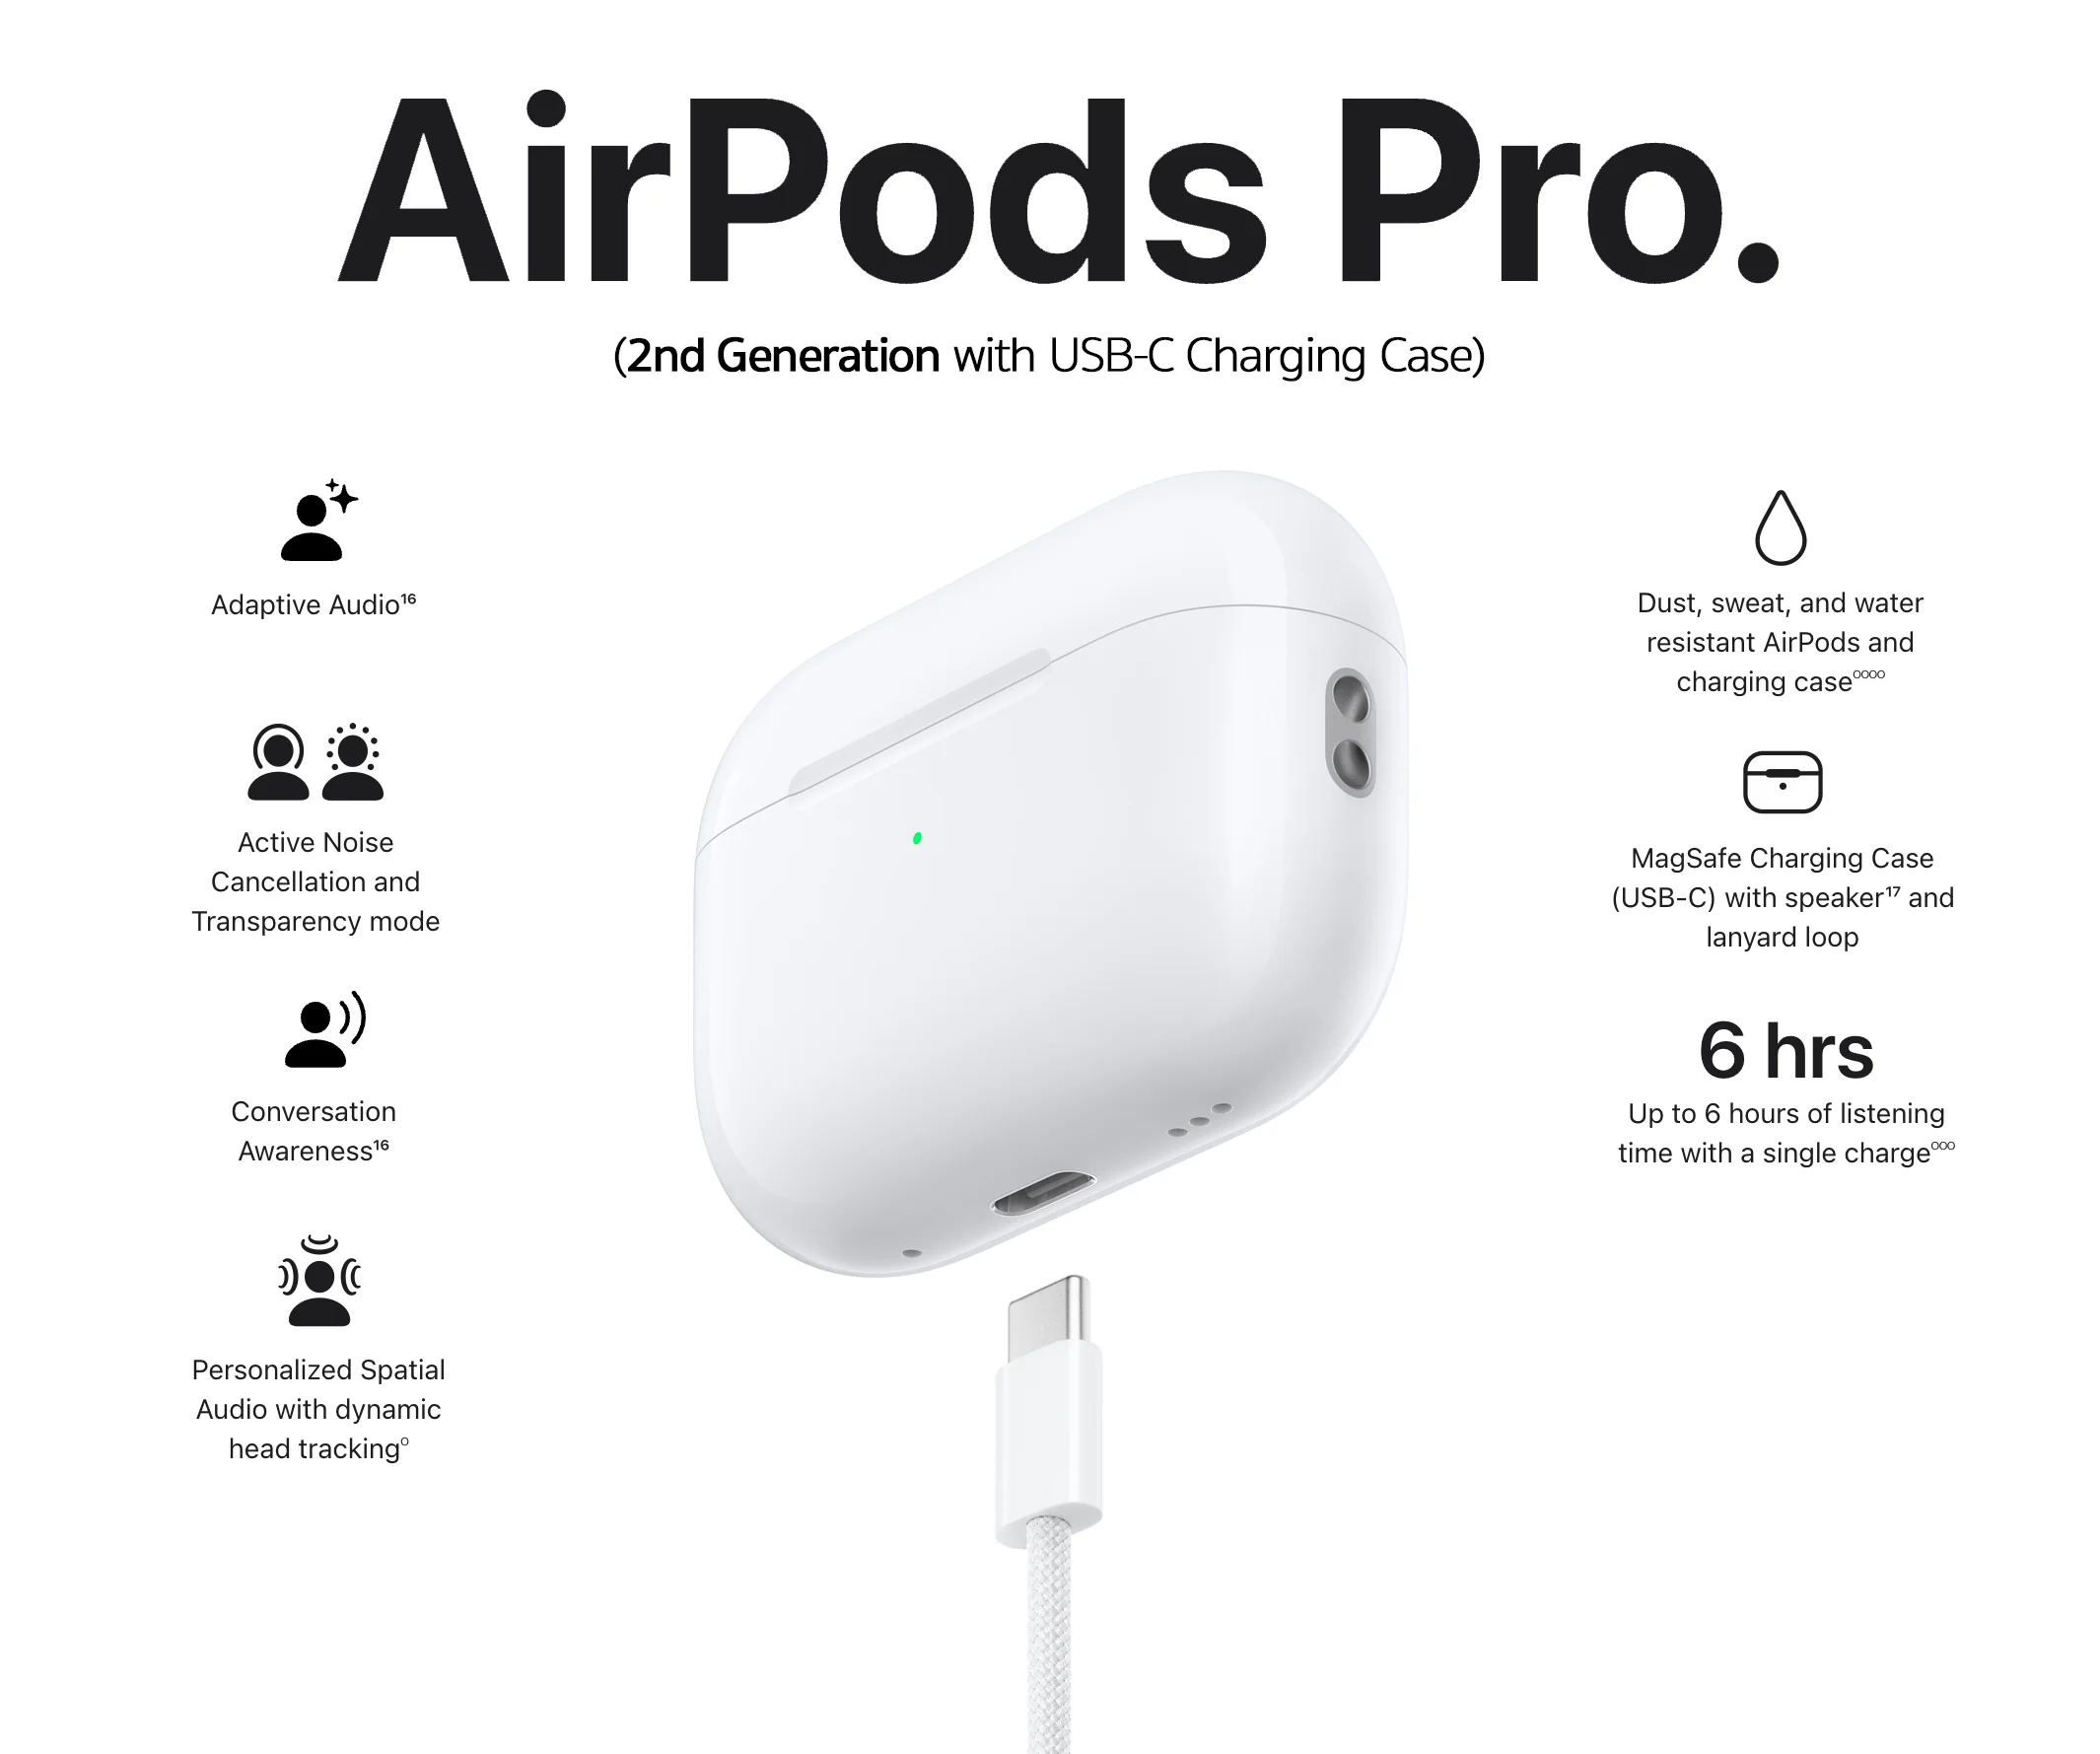 AirPods Pro.
(2nd Generation with USB-C Charging Case)
Adaptive Audio¹⁶
Active Noise
Cancellation and
Transparency mode
Conversation
Awareness¹⁶
Personalized Spatial
Audio with dynamic
head tracking°
Dust, sweat, and water
resistant AirPods and
charging case°°°°
MagSafe Charging Case
(USB-C) with speaker¹⁷ and
lanyard loop
6 hrs
Up to 6 hours of listening
time with a single charge°°°